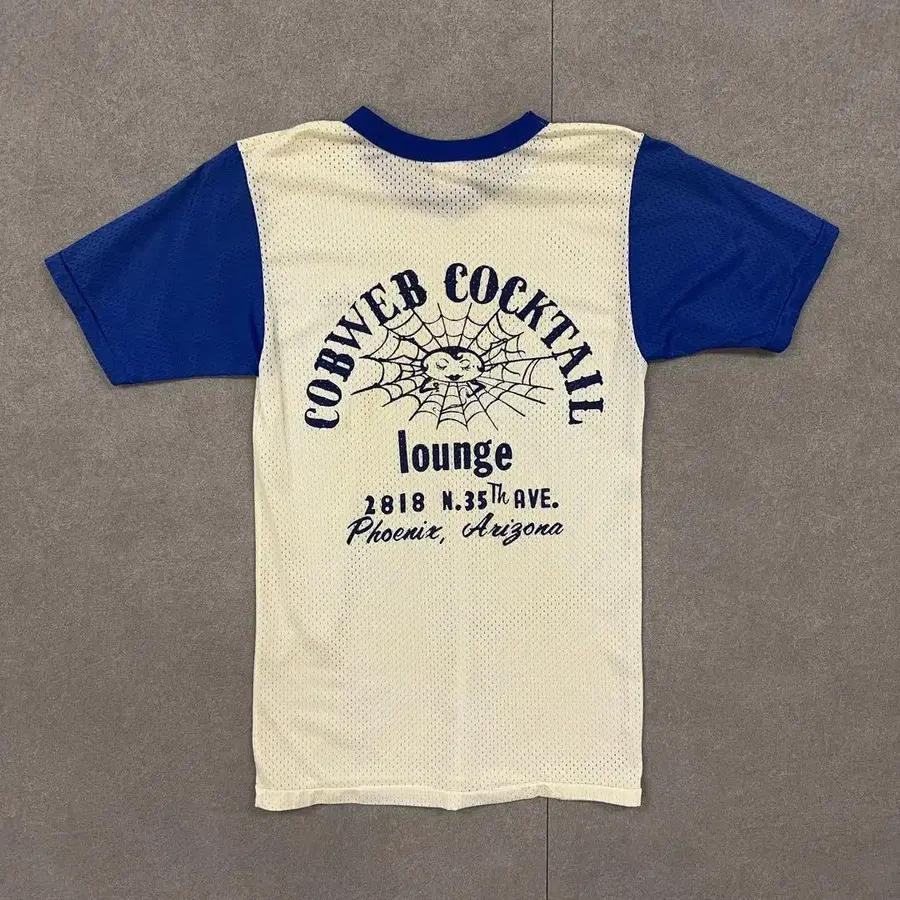 COBWEB COCKTAIL
lounge
2818 N.35Th AVE.
Phoenix, Arizona